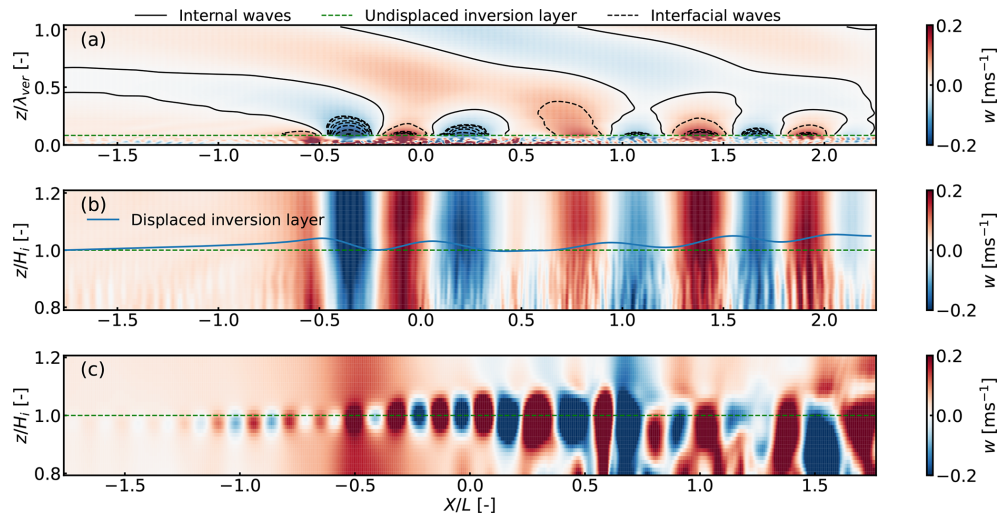 Internal waves Undisplaced inversion layer Interfacial waves
(a)
z/λ_ver [-]
1.0
0.5
0.0
−1.5 −1.0 −0.5 0.0 0.5 1.0 1.5 2.0
0.2
0.0
−0.2
w [ms⁻¹]
(b)
Displaced inversion layer
z/H_i [-]
1.2
1.0
0.8
−1.5 −1.0 −0.5 0.0 0.5 1.0 1.5 2.0
0.2
0.0
−0.2
w [ms⁻¹]
(c)
z/H_i [-]
1.2
1.0
0.8
−1.5 −1.0 −0.5 0.0 0.5 1.0 1.5
X/L [-]
0.2
0.0
−0.2
w [ms⁻¹]